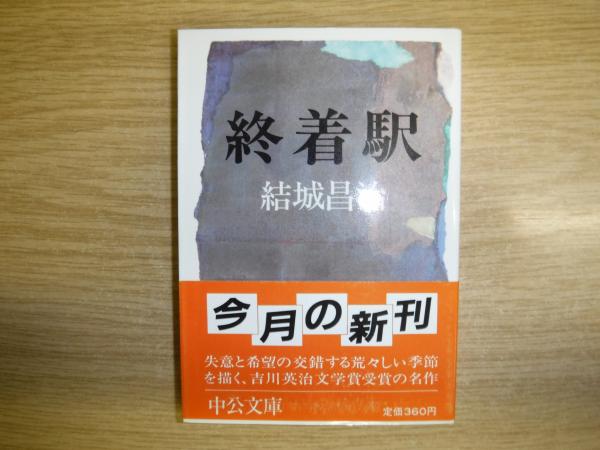 終着駅
結城昌
今月の新刊
失意と希望の交錯する荒々しい季節
を描く、吉川英治文学賞受賞の名作
中公文庫
定価360円